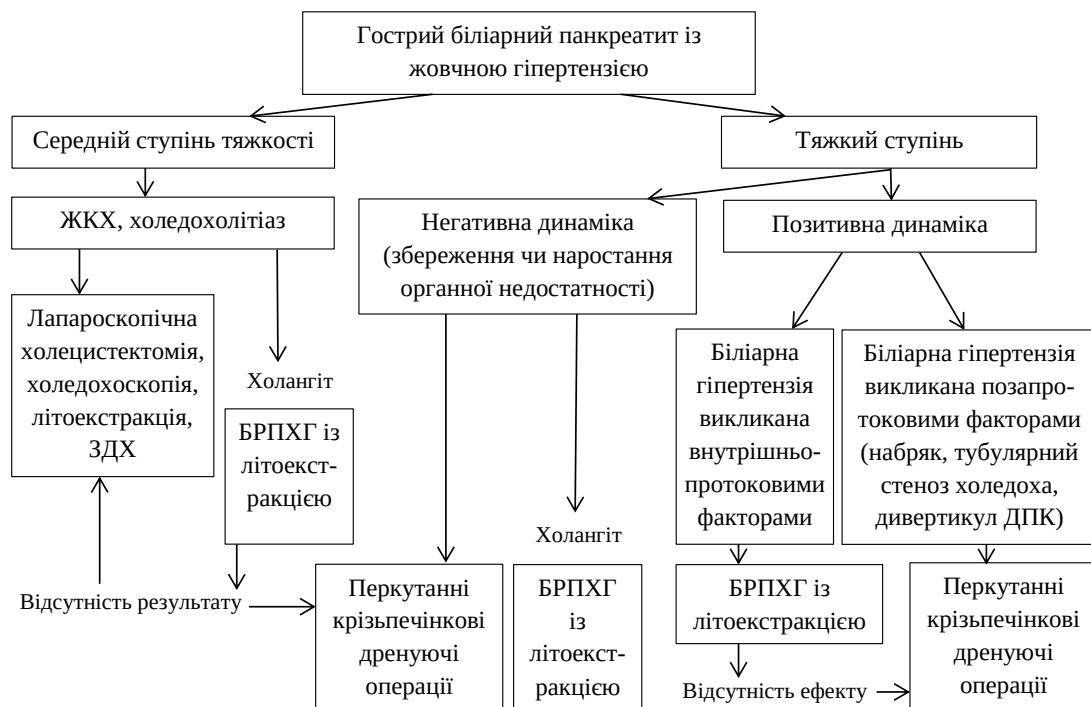 Гострий біліарний панкреатит із
жовчною гіпертензією
Середній ступінь тяжкості
Тяжкий ступінь
ЖКХ, холедохолітіаз
Негативна динаміка
(збереження чи наростання
органної недостатності)
Позитивна динаміка
Лапароскопічна
холецистектомія,
холедохоскопія,
літоекстракція,
ЗДХ
Холангіт
БРПХГ із
літоекст-
ракцією
Біліарна
гіпертензія
викликана
внутрішньо-
протоковими
факторами
Біліарна гіпертензія
викликана позапро-
токовими факторами
(набряк, тубулярний
стеноз холедоха,
дивертикул ДПК)
Холангіт
Відсутність результату
Перкутанні
крізьпечінкові
дренуючі
операції
БРПХГ
із
літоекст-
ракцією
БРПХГ із
літоекстракцією
Відсутність ефекту
Перкутанні
крізьпечінкові
дренуючі
операції